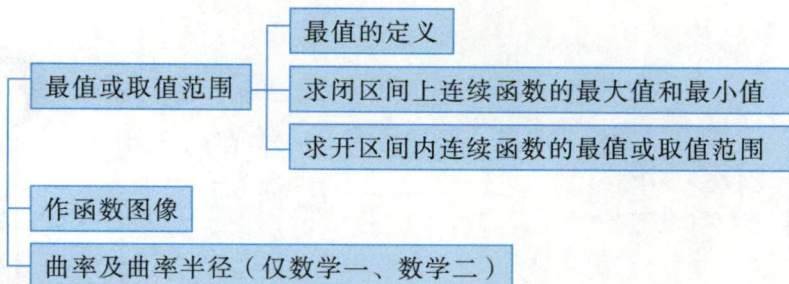 最值的定义
最值或取值范围
求闭区间上连续函数的最大值和最小值
求开区间内连续函数的最值或取值范围
作函数图像
曲率及曲率半径（仅数学一、数学二）